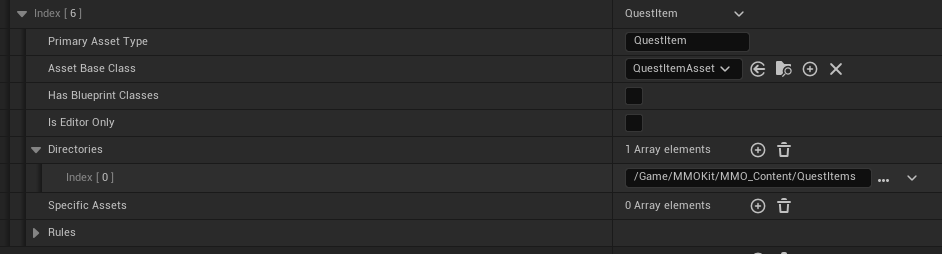 Index [ 6 ] QuestItem
Primary Asset Type QuestItem
Asset Base Class QuestItemAsset
Has Blueprint Classes
Is Editor Only
Directories 1 Array elements
Index [ 0 ] /Game/MMOKit/MMO_Content/QuestItems ...
Specific Assets 0 Array elements
Rules